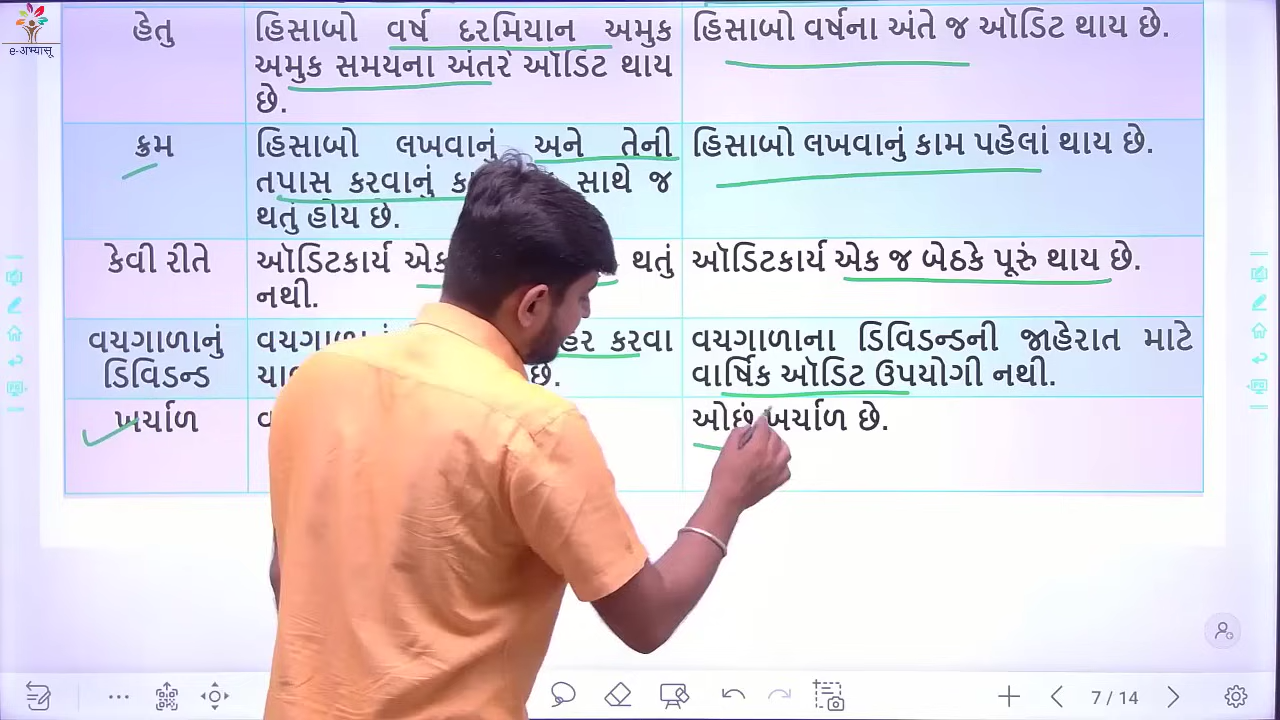 e-अभ्यासू
હેતુ
હિસાબો વર્ષ દરમિયાન અમુક
અમુક સમયના અંતરે ઑડિટ થાય
છે.
હિસાબો વર્ષના અંતે જ ઑડિટ થાય છે.
ક્રમ
હિસાબો લખવાનું અને તેની
તપાસ કરવાનું સાથે જ
થતું હોય છે.
હિસાબો લખવાનું કામ પહેલાં થાય છે.
કેવી રીતે
ઑડિટકાર્ય એક થતું
નથી.
ઑડિટકાર્ય એક જ બેઠકે પૂરું થાય છે.
વચગાળાનું
ડિવિડન્ડ
કરવા
છે.
વચગાળાના ડિવિડન્ડની જાહેરાત માટે
વાર્ષિક ઑડિટ ઉપયોગી નથી.
ખર્ચાળ
ઓછું ખર્ચાળ છે.
7 / 14